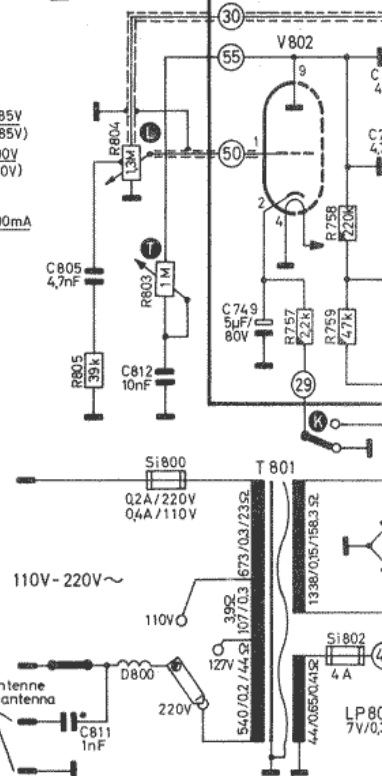 30
V802
55
9
85V
85V)
00V
0V)
R804
1,3M
L
50
1
00mA
2
4
R758
220k
T
C805
4,7nF
R803
1M
C749
5µF/
80V
R757
2,2k
R759
47k
R805
39k
C812
10nF
29
K
Si800
0,2A/220V
0,4A/110V
T801
673/0,3/23Ω
1338/0,15/158,3Ω
110V-220V~
3,9Ω
107/0,3
110V
127V
Si802
4A
D800
540/0,2/44Ω
44/0,65/0,41Ω
220V
ntenne
antenna
C811
1nF
LP80
7V/0,